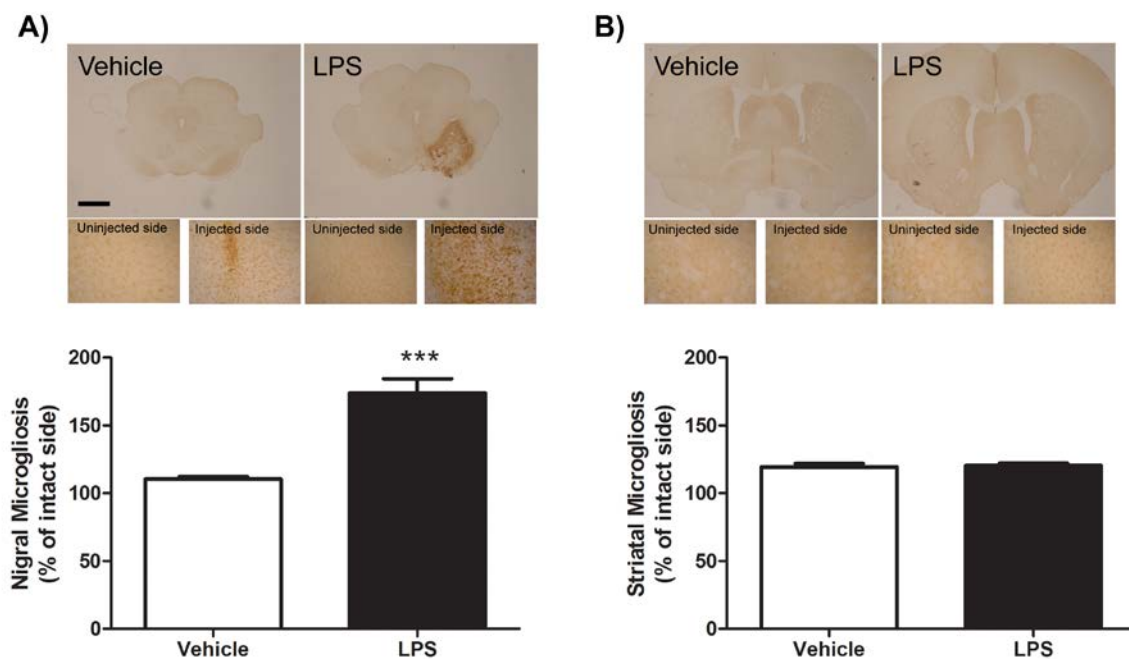 A)
Vehicle
LPS
Uninjected side
Injected side
Uninjected side
Injected side
Nigral Microgliosis
(% of intact side)
200
150
100
50
0
***
Vehicle
LPS
B)
Vehicle
LPS
Uninjected side
Injected side
Uninjected side
Injected side
Striatal Microgliosis
(% of intact side)
200
150
100
50
0
Vehicle
LPS